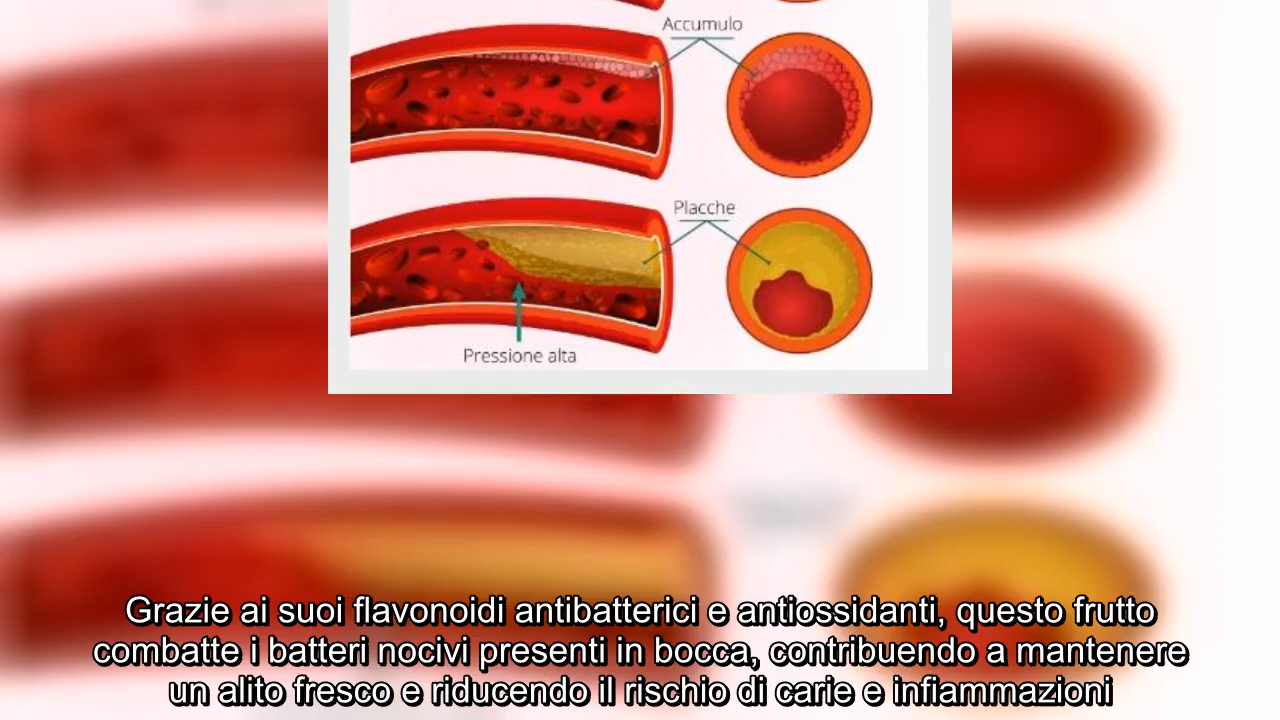 Accumulo
Placche
Pressione alta
Grazie ai suoi flavonoidi antibatterici e antiossidanti, questo frutto
combatte i batteri nocivi presenti in bocca, contribuendo a mantenere
un alito fresco e riducendo il rischio di carie e infiammazioni